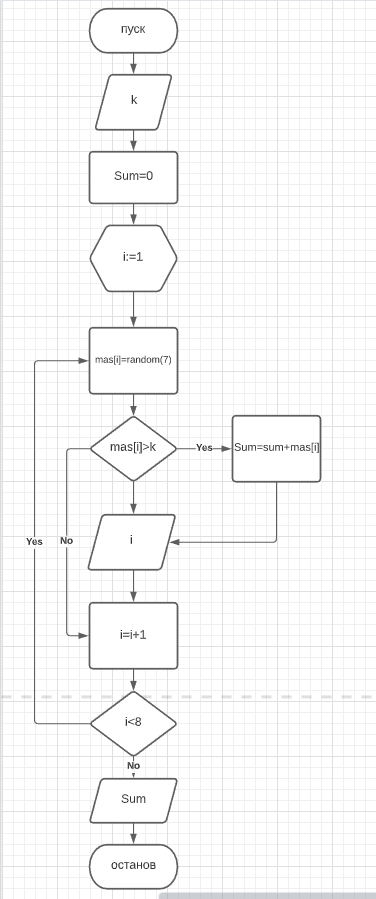 пуск
k
Sum=0
i:=1
mas[i]=random(7)
mas[i]>k
Yes
Sum=sum+mas[i]
i
Yes
No
i=i+1
i<8
No
Sum
останов